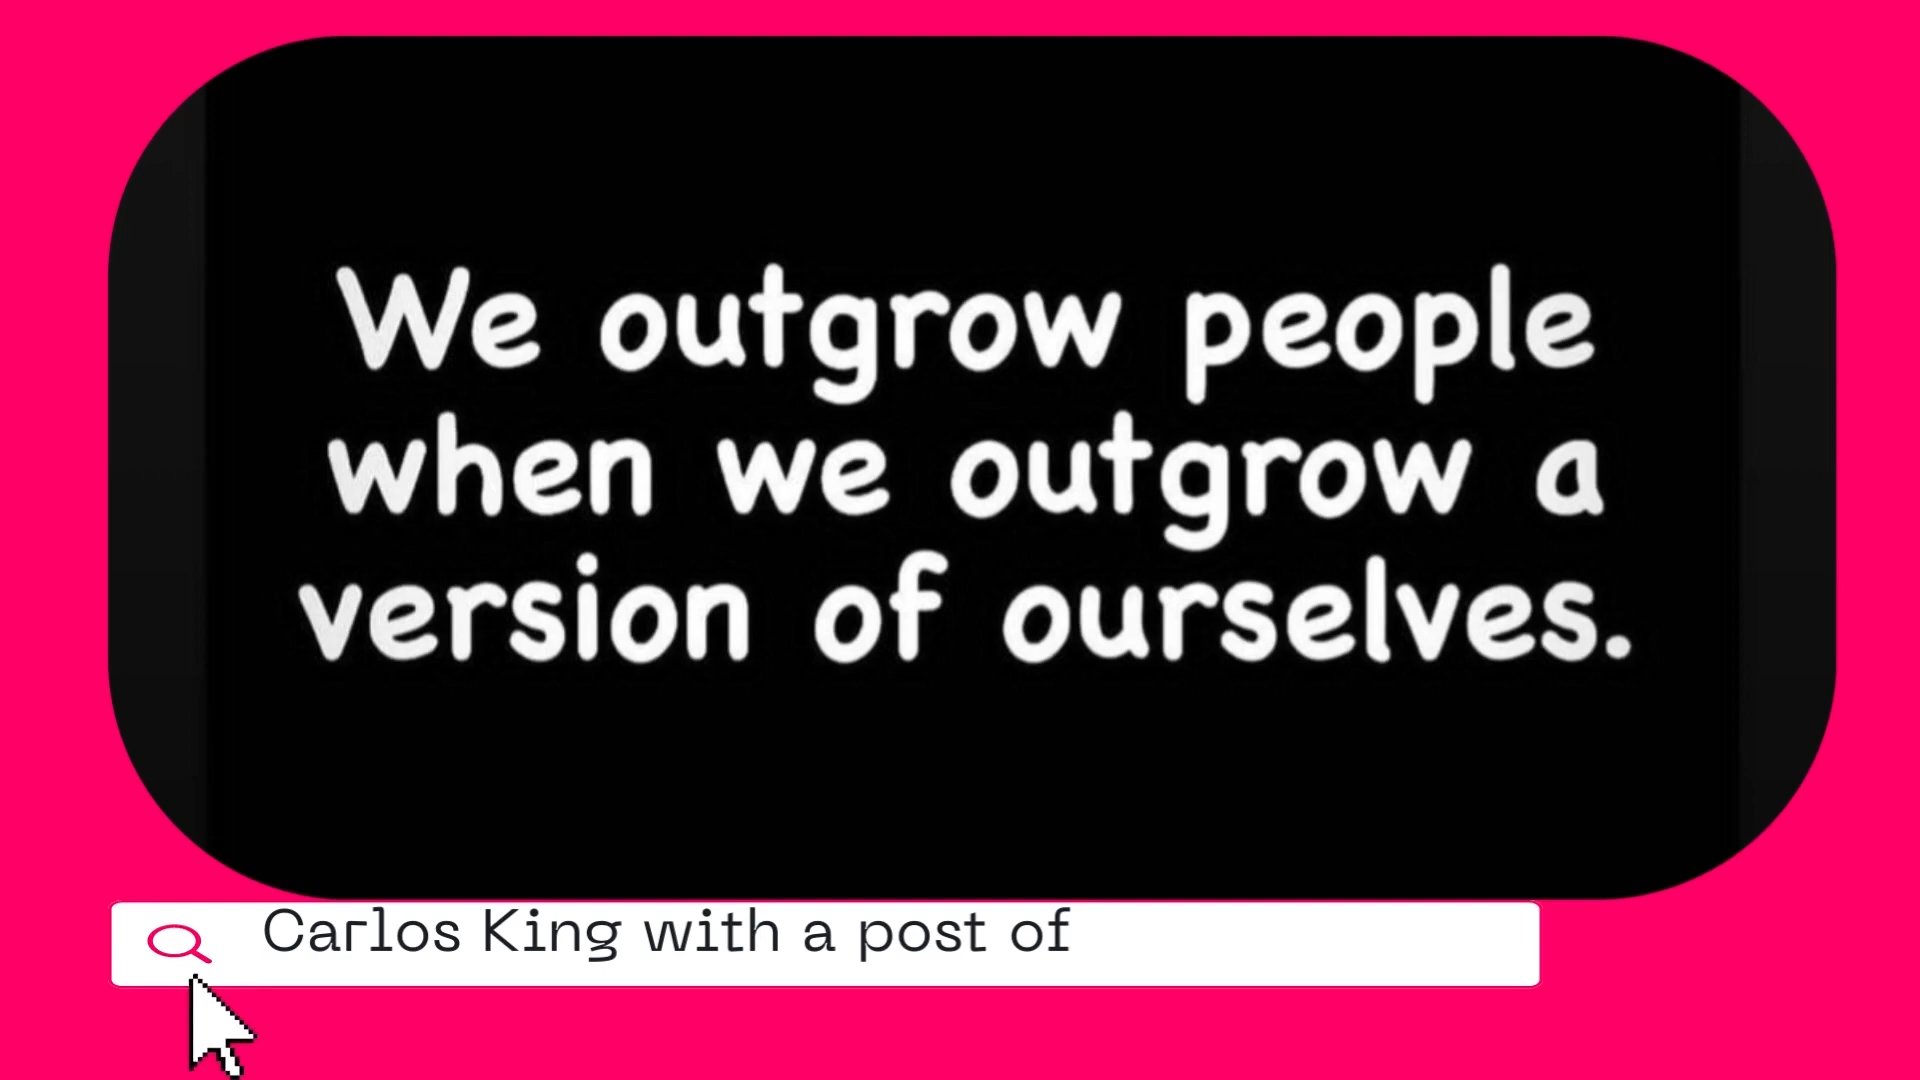 We outgrow people
when we outgrow a
version of ourselves.
Carlos King with a post of